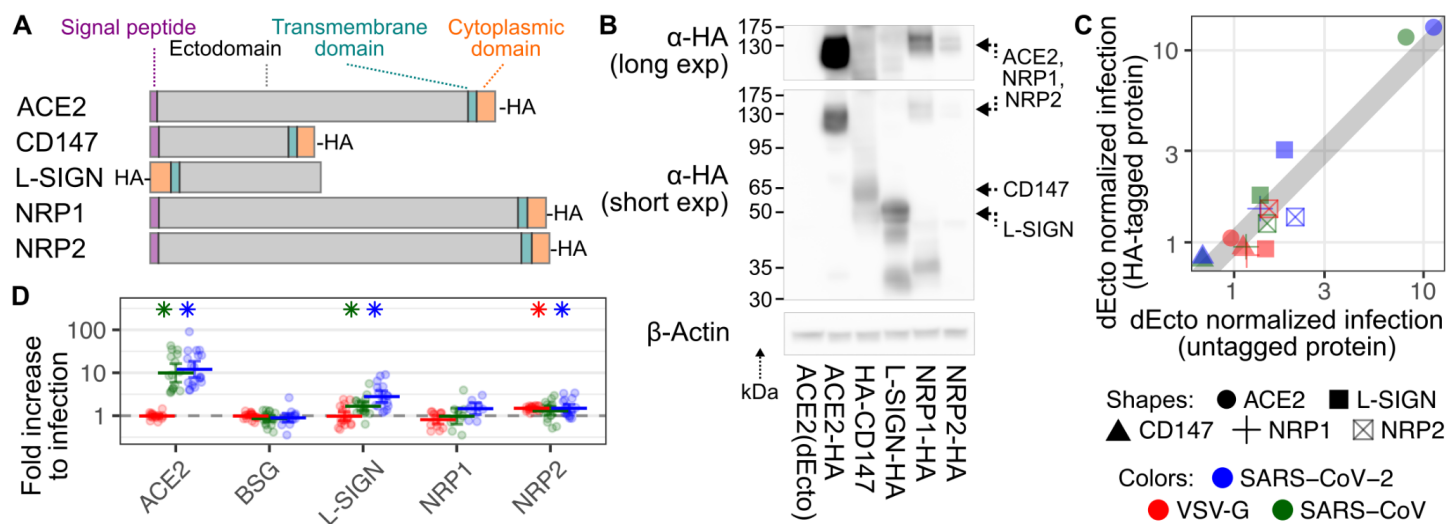 A
Signal peptide
Ectodomain
Transmembrane
domain
Cytoplasmic
domain
ACE2
-HA
CD147
-HA
L-SIGN
HA-
NRP1
-HA
NRP2
-HA
B
α-HA
(long exp)
175
130
ACE2,
NRP1,
NRP2
α-HA
(short exp)
175
130
95
65
50
35
30
CD147
L-SIGN
β-Actin
kDa
ACE2(dEcto)
ACE2-HA
HA-CD147
L-SIGN-HA
NRP1-HA
NRP2-HA
C
dEcto normalized infection
(HA-tagged protein)
10
3
1
1
3
10
dEcto normalized infection
(untagged protein)
Shapes: ACE2 L-SIGN
CD147 NRP1 NRP2
Colors: SARS-CoV-2
VSV-G SARS-CoV
D
Fold increase
to infection
100
10
1
* * * * * *
ACE2
BSG
L-SIGN
NRP1
NRP2